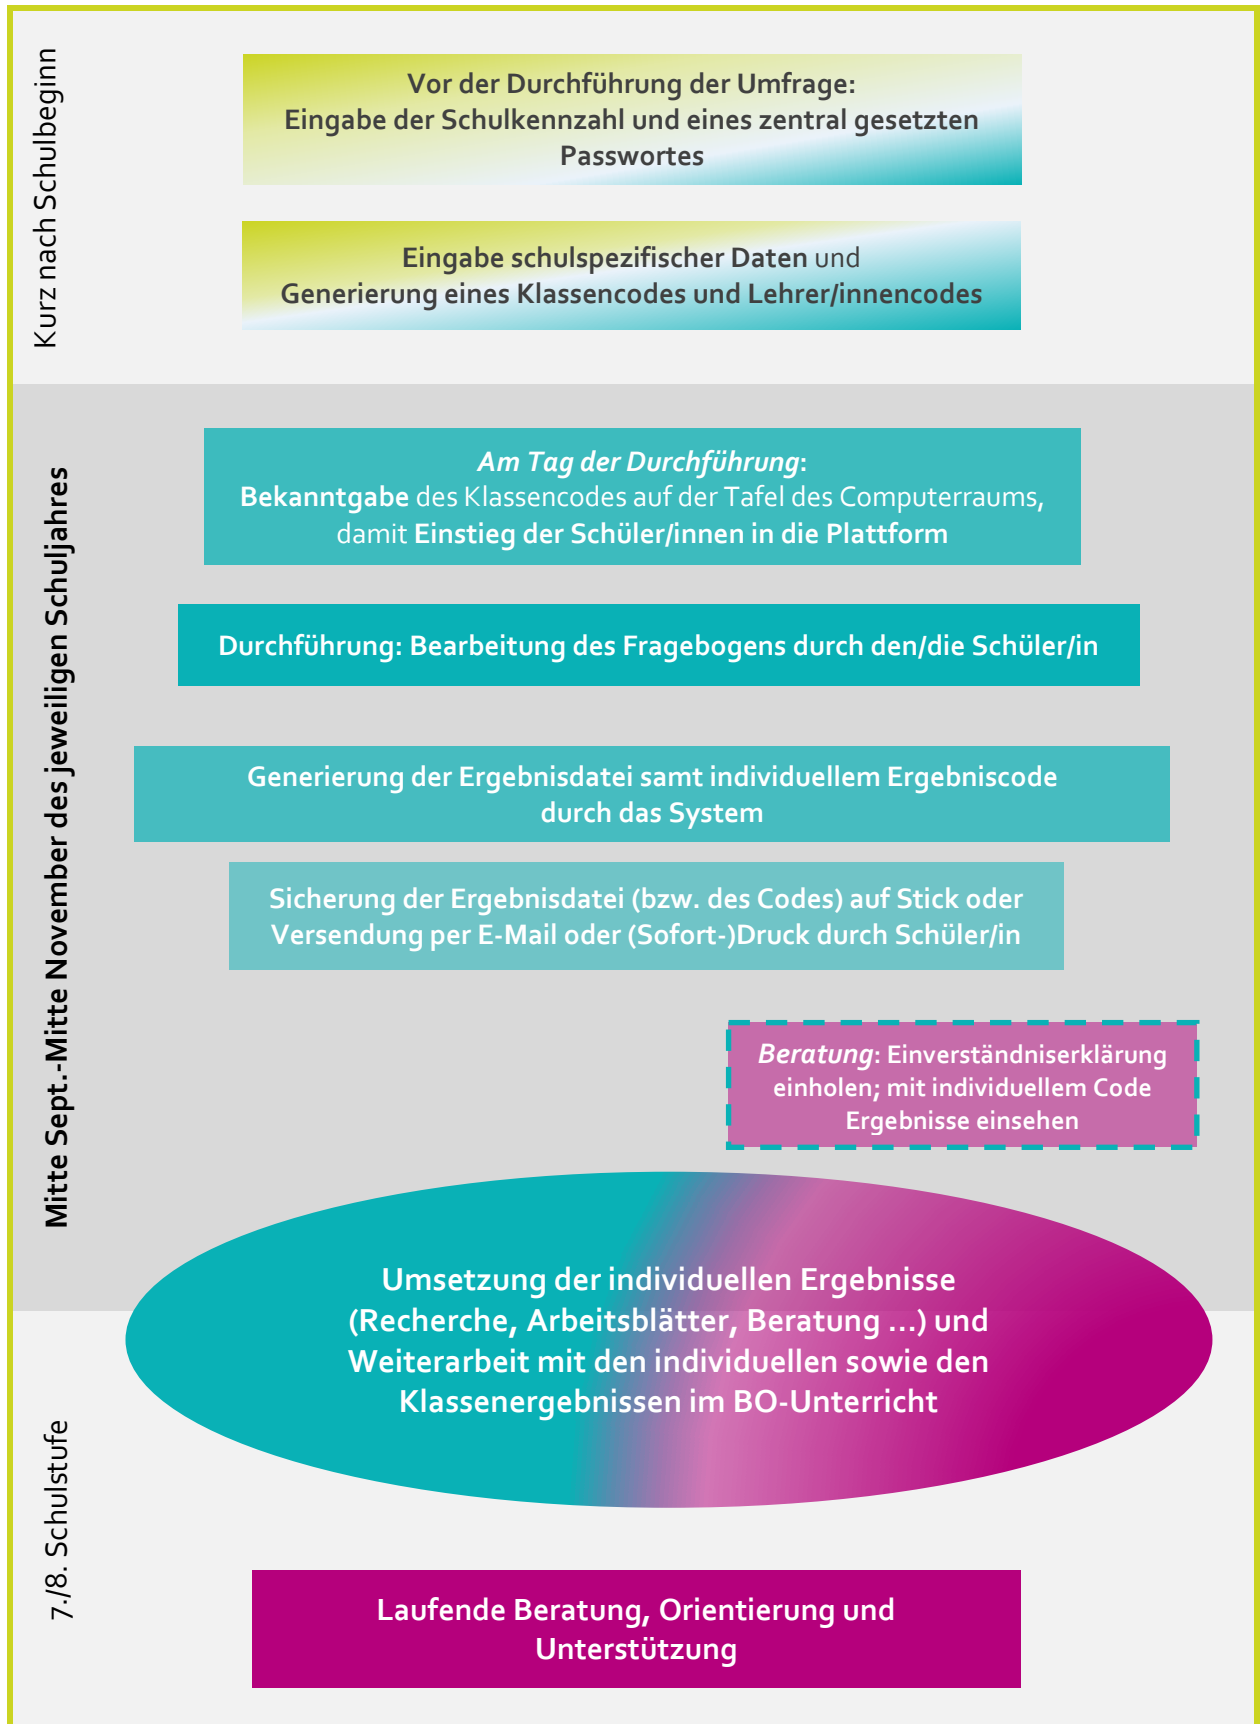 Kurz nach Schulbeginn
Vor der Durchführung der Umfrage:
Eingabe der Schulkennzahl und eines zentral gesetzten
Passwortes
Eingabe schulspezifischer Daten und
Generierung eines Klassencodes und Lehrer/innencodes
Mitte Sept.-Mitte November des jeweiligen Schuljahres
Am Tag der Durchführung:
Bekanntgabe des Klassencodes auf der Tafel des Computerraums,
damit Einstieg der Schüler/innen in die Plattform
Durchführung: Bearbeitung des Fragebogens durch den/die Schüler/in
Generierung der Ergebnisdatei samt individuellem Ergebniscode
durch das System
Sicherung der Ergebnisdatei (bzw. des Codes) auf Stick oder
Versendung per E-Mail oder (Sofort-)Druck durch Schüler/in
Beratung: Einverständniserklärung
einholen; mit individuellem Code
Ergebnisse einsehen
Umsetzung der individuellen Ergebnisse
(Recherche, Arbeitsblätter, Beratung ...) und
Weiterarbeit mit den individuellen sowie den
Klassenergebnissen im BO-Unterricht
7./8. Schulstufe
Laufende Beratung, Orientierung und
Unterstützung